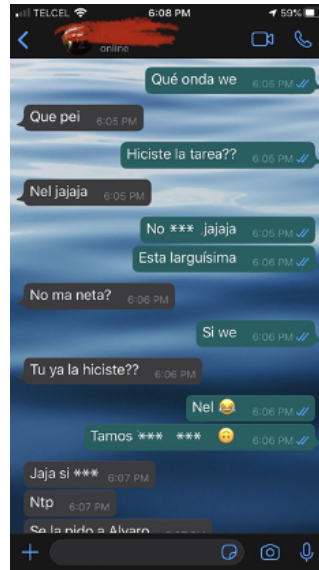 TELCEL 6:08 PM 59%
online
Qué onda we 6:05 PM
Que pei 6:05 PM
Hiciste la tarea?? 6:05 PM
Nel jajaja 6:05 PM
No *** .jajaja 6:05 PM
Esta larguísima 6:06 PM
No ma neta? 6:06 PM
Si we 6:06 PM
Tu ya la hiciste?? 6:06 PM
Nel 😂 6:06 PM
Tamos *** *** 🙃 6:06 PM
Jaja si *** 6:07 PM
Ntp 6:07 PM
Se la pido a Alvaro